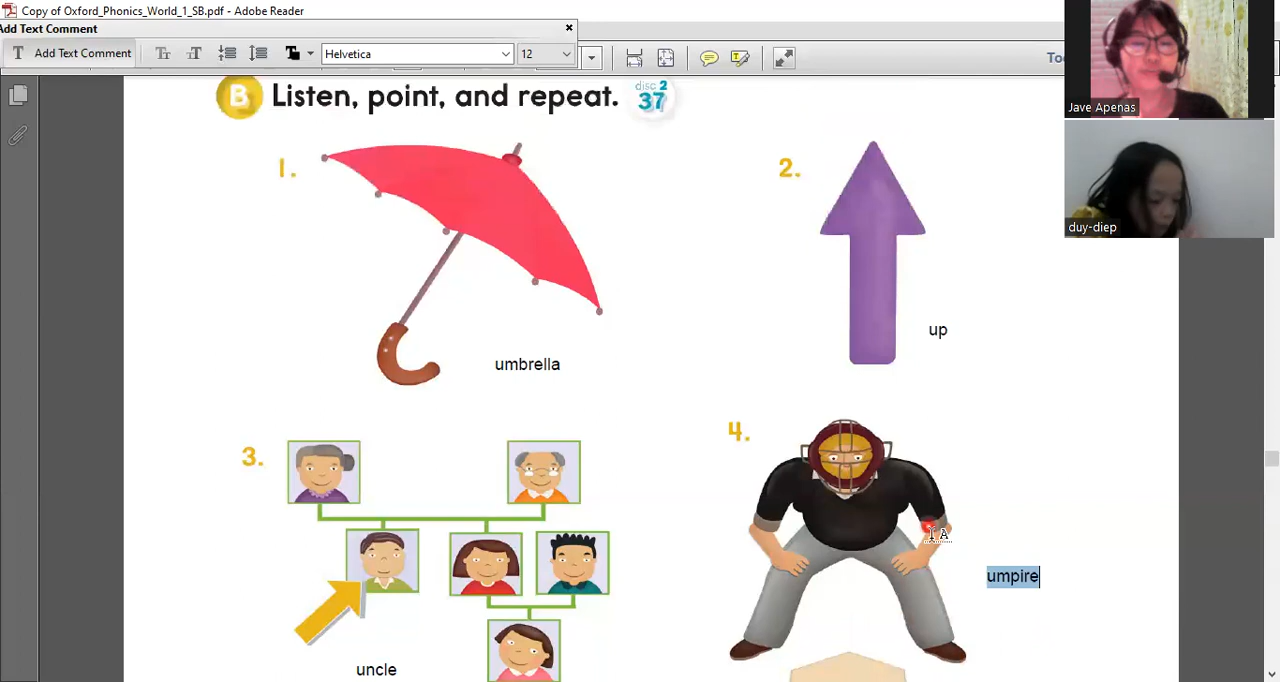 Copy of Oxford_Phonics_World_1_SB.pdf - Adobe Reader
Add Text Comment
Add Text Comment
Helvetica
12
Too
B Listen, point, and repeat. disc 2 37
1.
umbrella
2.
up
3.
uncle
4.
umpire
Jave Apenas
duy-diep